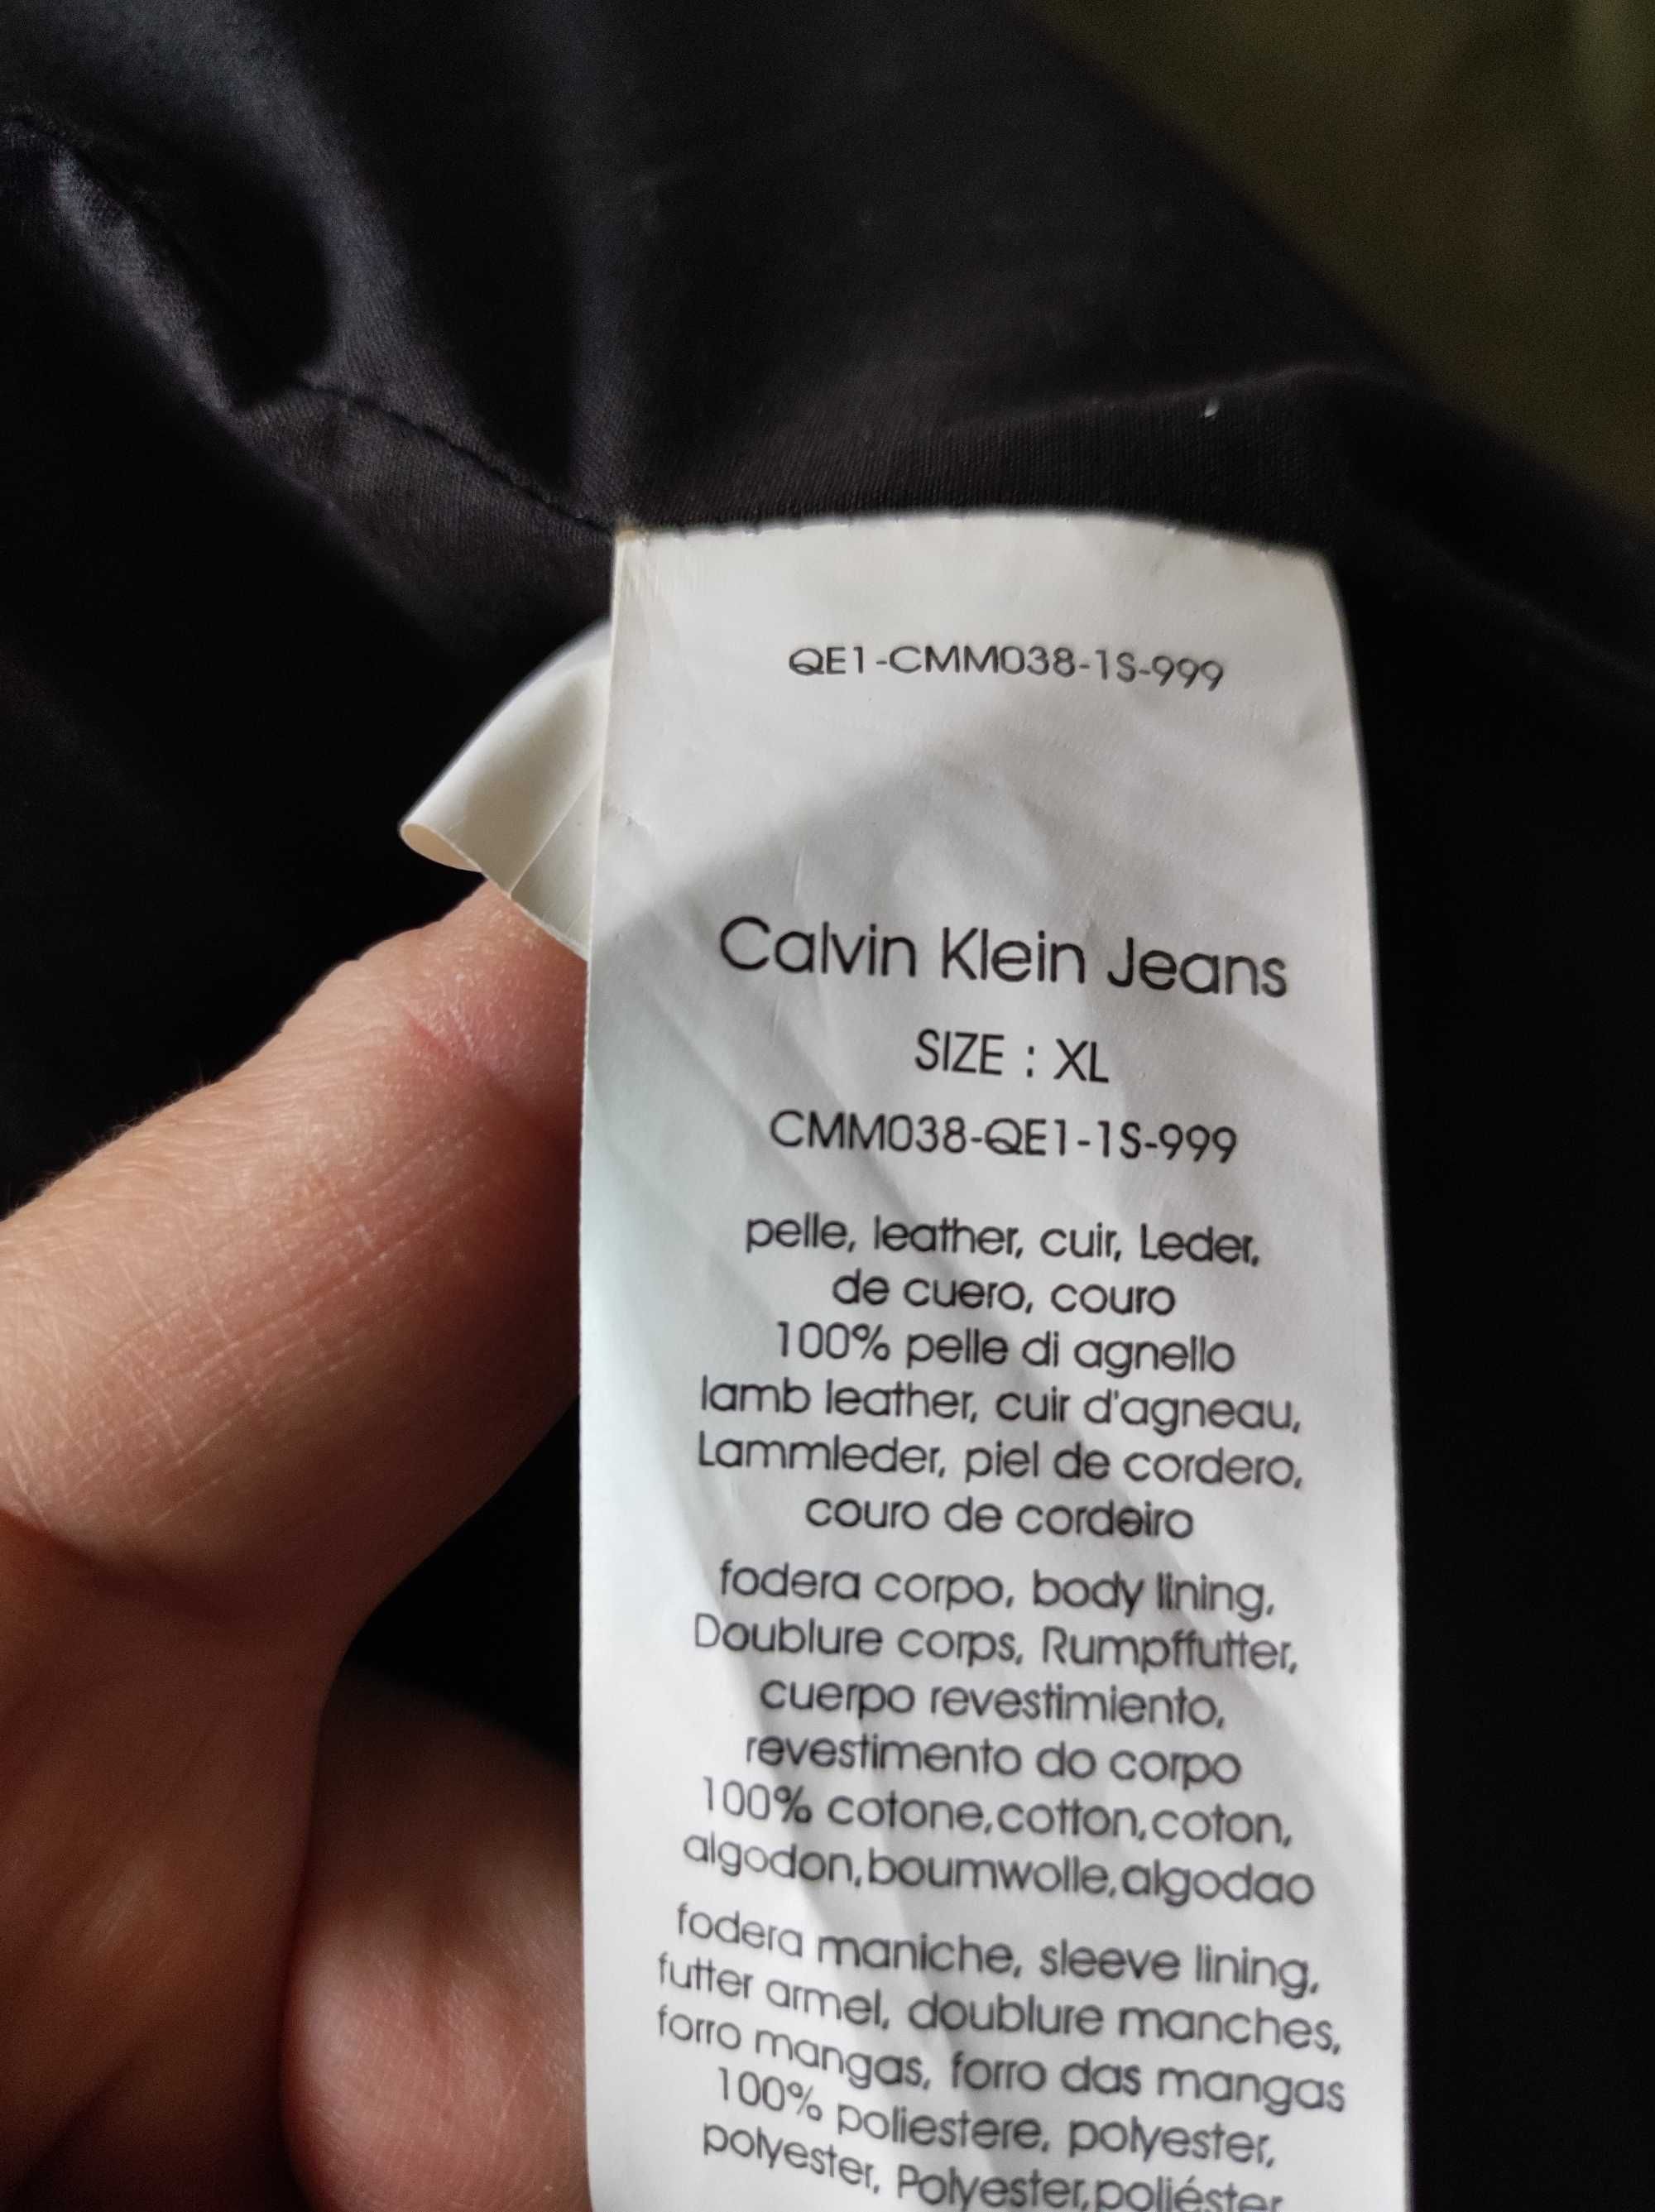 QE1-CMM038-1S-999
Calvin Klein Jeans
SIZE : XL
CMM038-QE1-1S-999
pelle, leather, cuir, Leder,
de cuero, couro
100% pelle di agnello
lamb leather, cuir d'agneau,
Lammleder, piel de cordero,
couro de cordeiro
fodera corpo, body lining,
Doublure corps, Rumpffutter,
cuerpo revestimiento,
revestimento do corpo
100% cotone,cotton,coton,
algodon,boumwolle,algodao
fodera maniche, sleeve lining,
futter armel, doublure manches,
forro mangas, forro das mangas
100% poliestere, polyester,
polyester, Polyester,poliéster